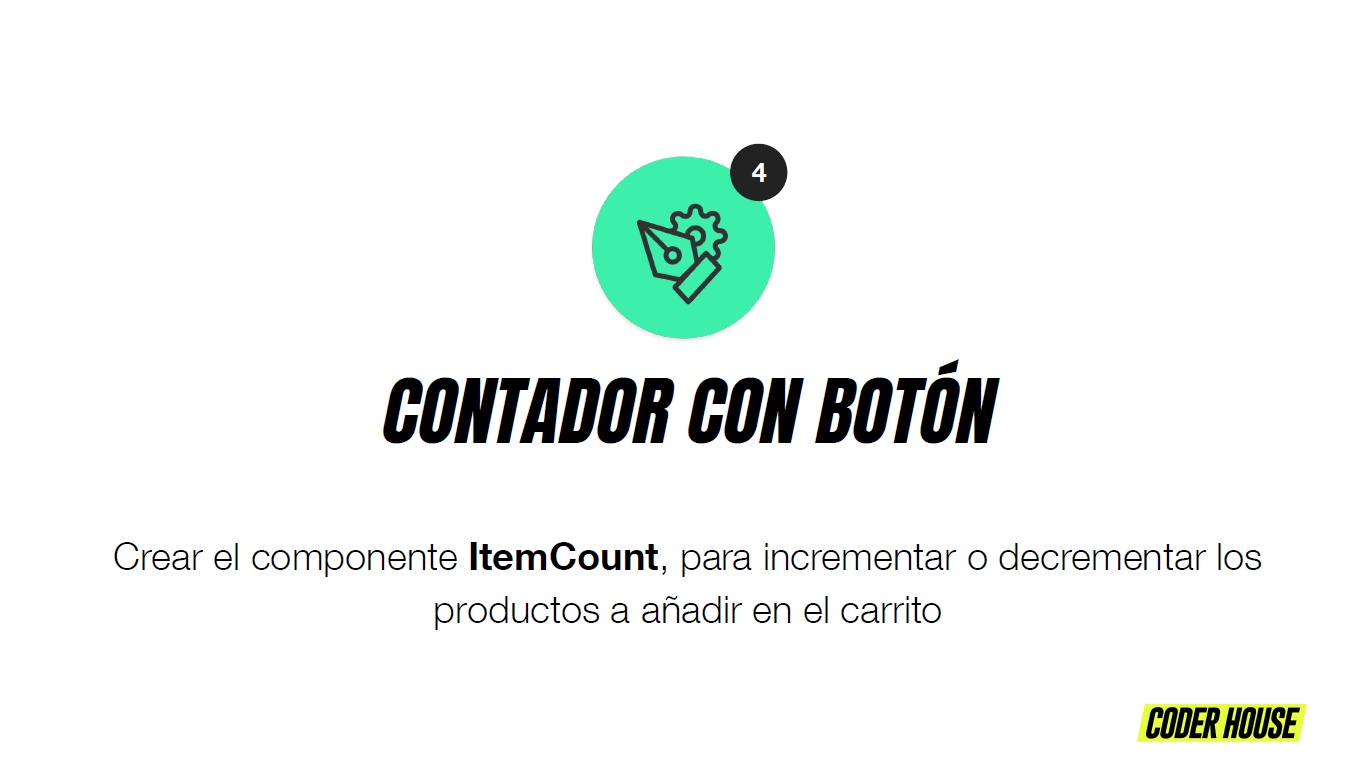 4
CONTADOR CON BOTÓN
Crear el componente ItemCount, para incrementar o decrementar los
productos a añadir en el carrito
CODER HOUSE